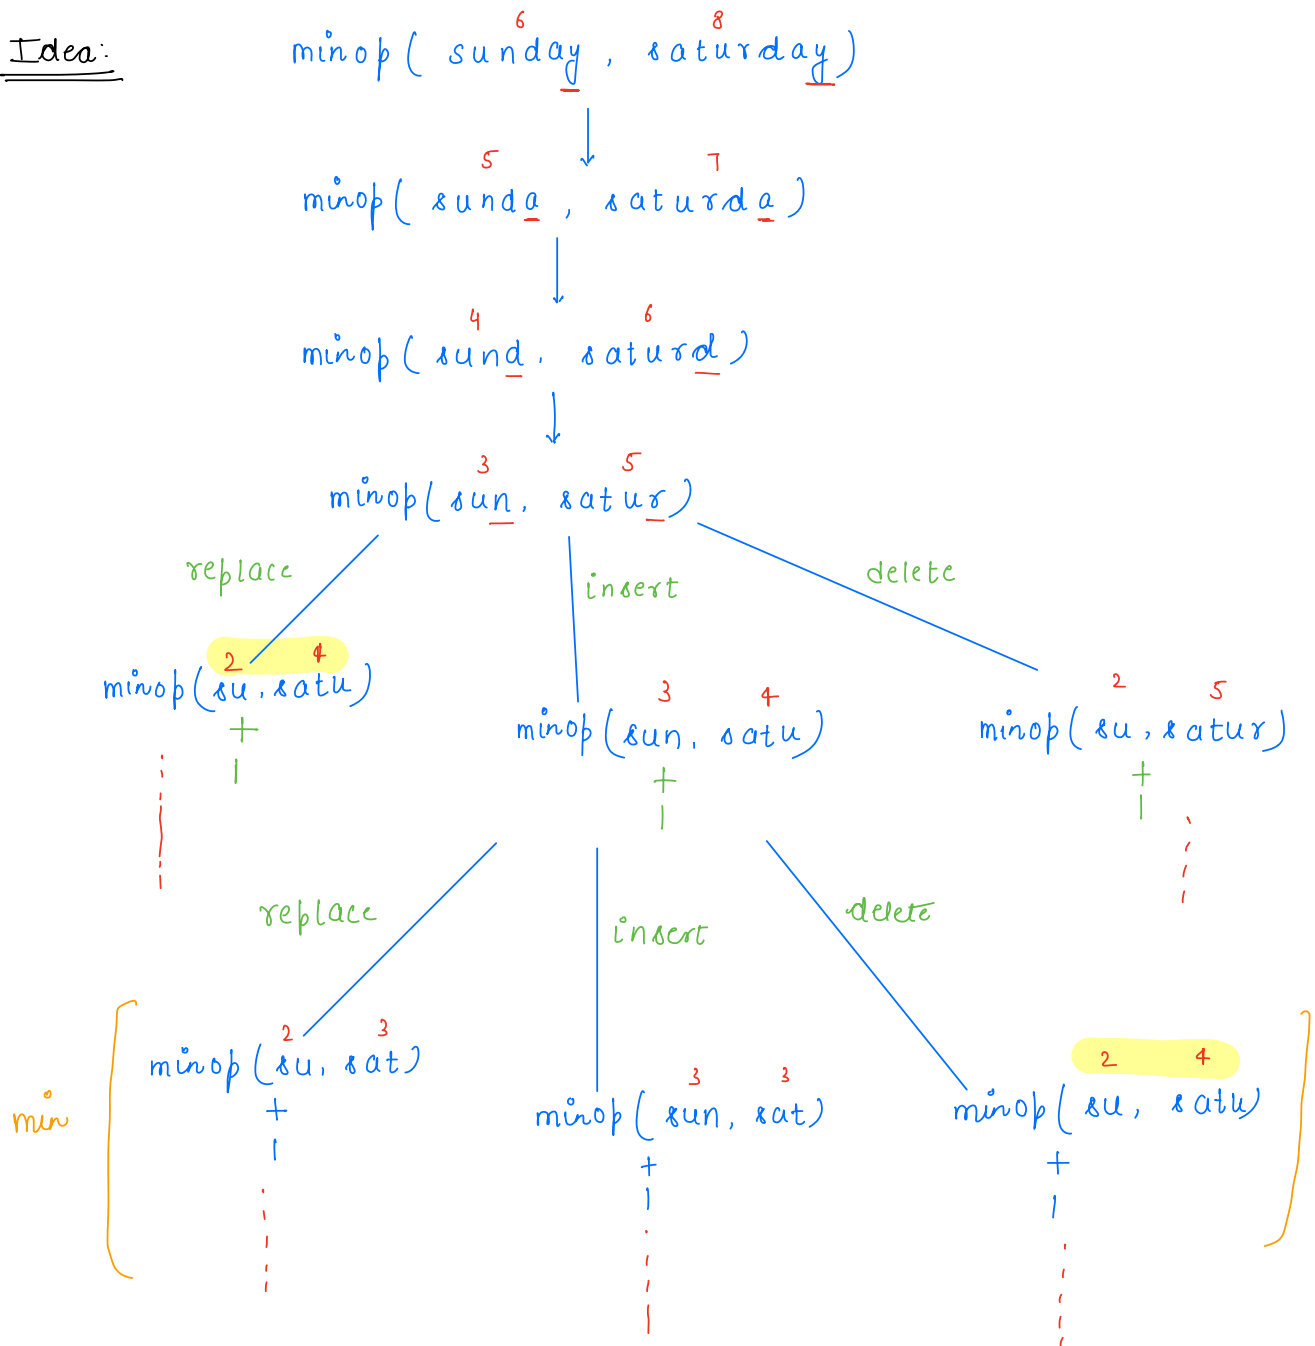 Idea:
6 8
minop( sunday , saturday )
5 7
minop( sunda , saturda )
4 6
minop( sund , saturd )
3 5
minop( sun, satur )
replace insert delete
2 4
minop( su, satu )
+
1
3 4
minop( sun, satu )
+
1
2 5
minop( su, satur )
+
1
replace insert delete
min
2 3
minop( su, sat )
+
1
3 3
minop( sun, sat )
+
1
2 4
minop( su, satu )
+
1